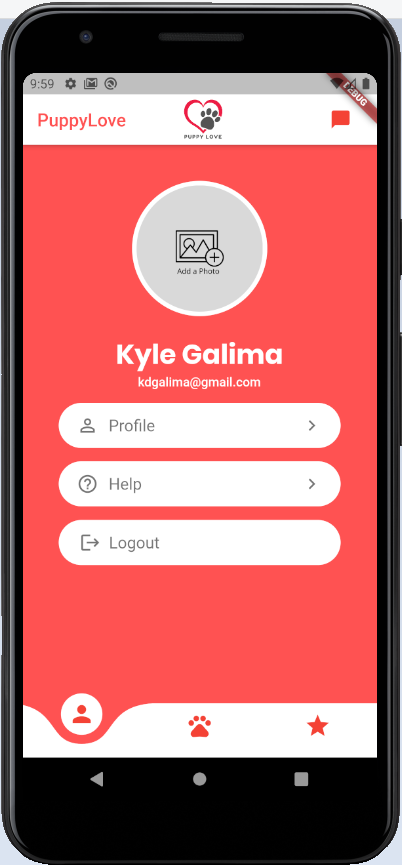 9:59
DEBUG
PuppyLove
PUPPY LOVE
Add a Photo
Kyle Galima
kdgalima@gmail.com
Profile
Help
Logout